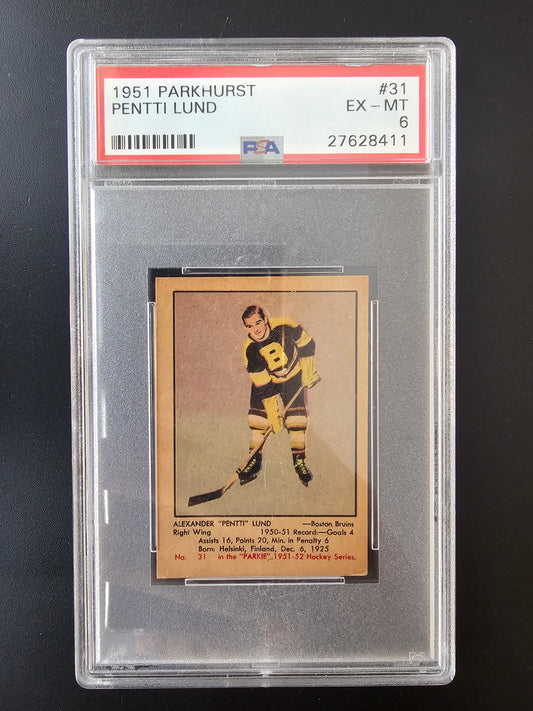 1951 PARKHURST #31
PENTTI LUND EX - MT
6
PSA 27628411
B
ALEXANDER "PENTTI" LUND —Boston Bruins
Right Wing 1950-51 Record:—Goals 4
Assists 16, Points 20, Min. in Penalty 6
Born: Helsinki, Finland, Dec. 6, 1925
No. 31 in the "PARKIE" 1951-52 Hockey Series.